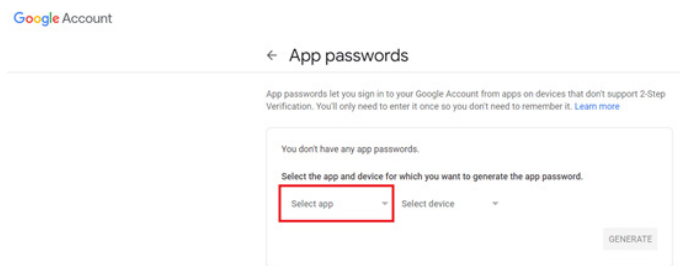 Google Account
← App passwords
App passwords let you sign in to your Google Account from apps on devices that don't support 2-Step
Verification. You'll only need to enter it once so you don't need to remember it. Learn more
You don't have any app passwords.
Select the app and device for which you want to generate the app password.
Select app Select device
GENERATE